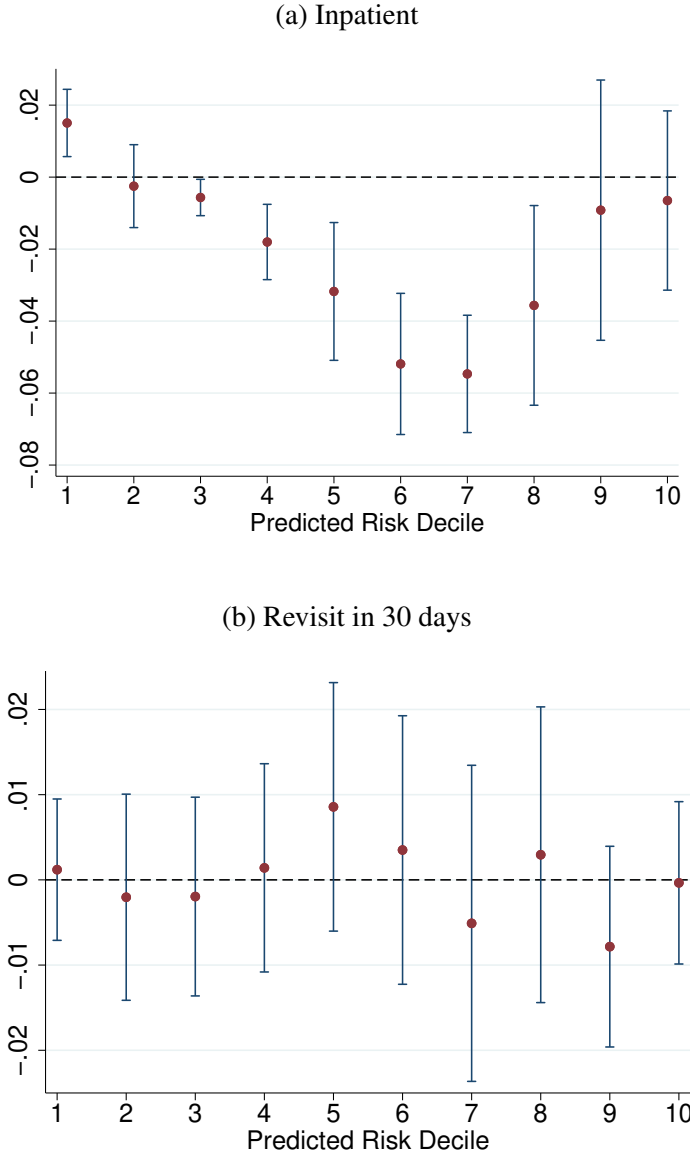 (a) Inpatient
.02
0
−.02
−.04
−.06
−.08
1 2 3 4 5 6 7 8 9 10
Predicted Risk Decile
(b) Revisit in 30 days
.02
.01
0
−.01
−.02
1 2 3 4 5 6 7 8 9 10
Predicted Risk Decile